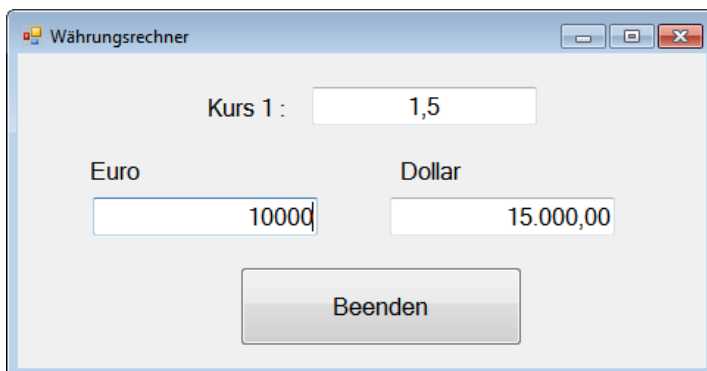 Währungsrechner
Kurs 1 : 1,5
Euro Dollar
10000 15.000,00
Beenden